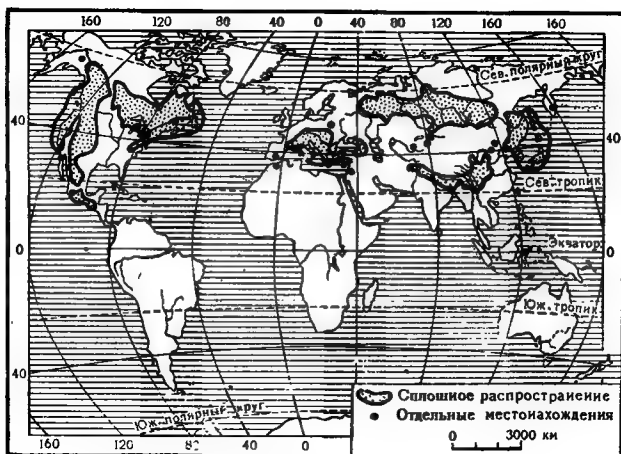 160 120 80 40 0 40 80 120 160 160
Сев. полярный круг
40
40
Сев. тропик
0
Экватор
0
Юж. тропик
40
Сплошное распространение
Отдельные местонахождения
0 3000 км
Юж. полярный круг
160 120 80 40 0